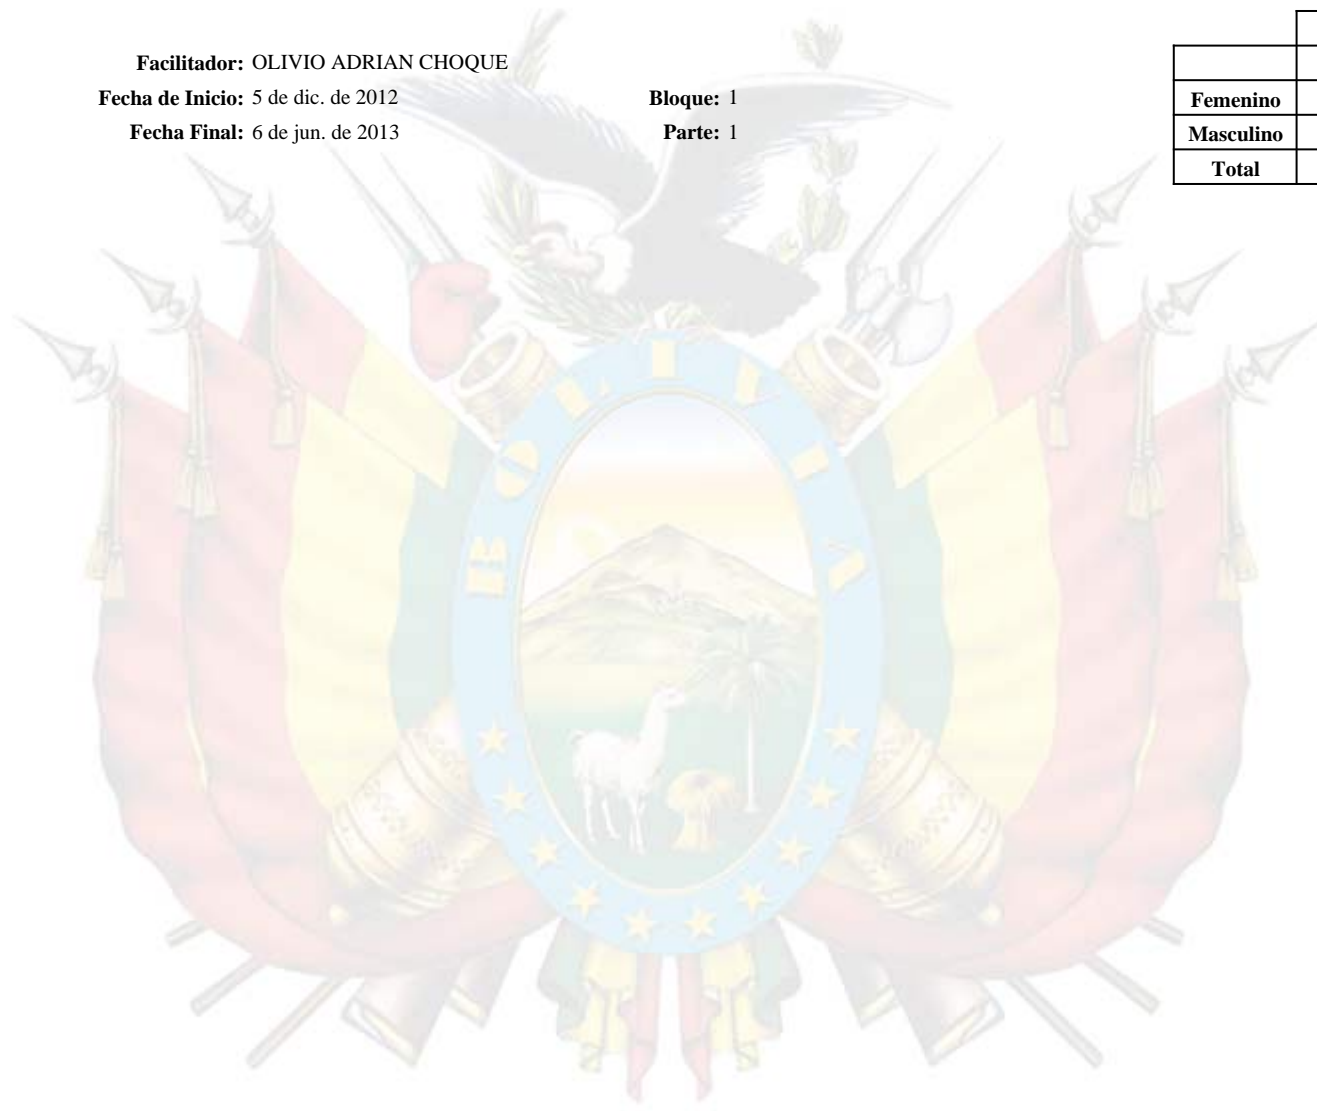 Facilitador: OLIVIO ADRIAN CHOQUE
Fecha de Inicio: 5 de dic. de 2012 Bloque: 1
Fecha Final: 6 de jun. de 2013 Parte: 1
Femenino
Masculino
Total
BOLIVIA